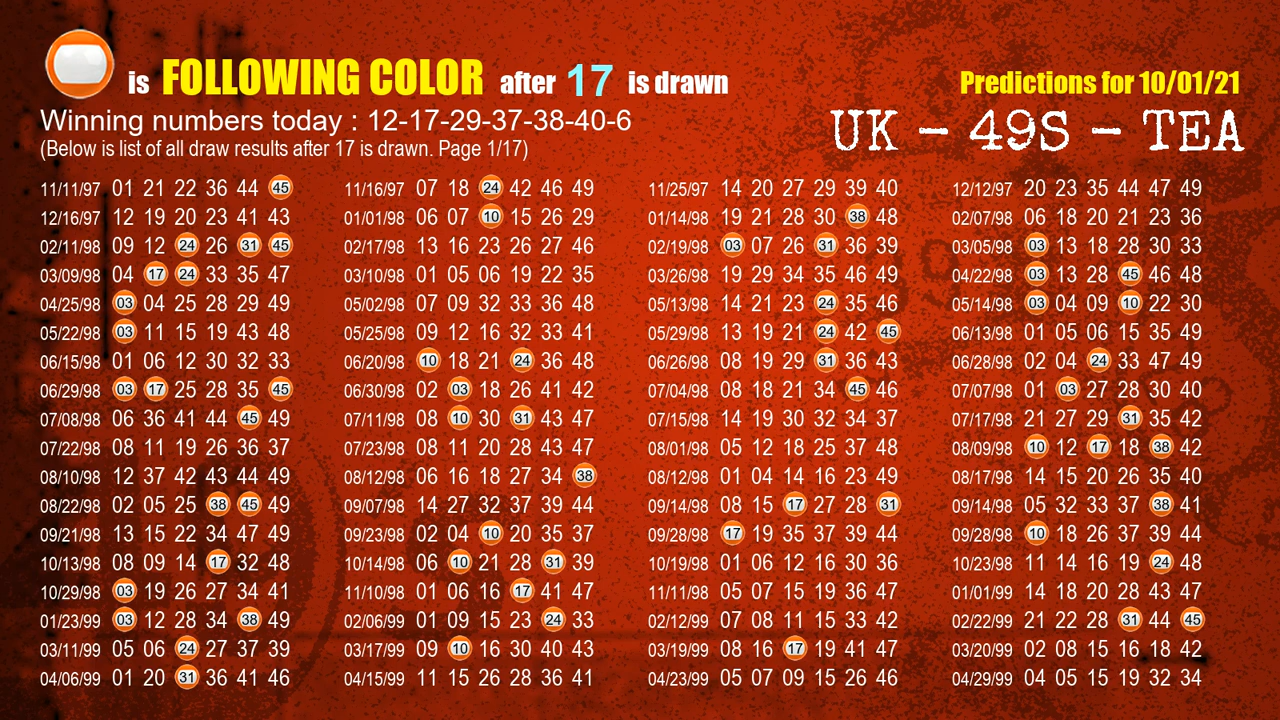 is FOLLOWING COLOR after 17 is drawn
Predictions for 10/01/21
Winning numbers today : 12-17-29-37-38-40-6
UK - 49S - TEA
(Below is list of all draw results after 17 is drawn. Page 1/17)
11/11/97 01 21 22 36 44 45 11/16/97 07 18 24 42 46 49 11/25/97 14 20 27 29 39 40 12/12/97 20 23 35 44 47 49
12/16/97 12 19 20 23 41 43 01/01/98 06 07 10 15 26 29 01/14/98 19 21 28 30 38 48 02/07/98 06 18 20 21 23 36
02/11/98 09 12 24 26 31 45 02/17/98 13 16 23 26 27 46 02/19/98 03 07 26 31 36 39 03/05/98 03 13 18 28 30 33
03/09/98 04 17 24 33 35 47 03/10/98 01 05 06 19 22 35 03/26/98 19 29 34 35 46 49 04/22/98 03 13 28 45 46 48
04/25/98 03 04 25 28 29 49 05/02/98 07 09 32 33 36 48 05/13/98 14 21 23 24 35 46 05/14/98 03 04 09 10 22 30
05/22/98 03 11 15 19 43 48 05/25/98 09 12 16 32 33 41 05/29/98 13 19 21 24 42 45 06/13/98 01 05 06 15 35 49
06/15/98 01 06 12 30 32 33 06/20/98 10 18 21 24 36 48 06/26/98 08 19 29 31 36 43 06/28/98 02 04 24 33 47 49
06/29/98 03 17 25 28 35 45 06/30/98 02 03 18 26 41 42 07/04/98 08 18 21 34 45 46 07/07/98 01 03 27 28 30 40
07/08/98 06 36 41 44 45 49 07/11/98 08 10 30 31 43 47 07/15/98 14 19 30 32 34 37 07/17/98 21 27 29 31 35 42
07/22/98 08 11 19 26 36 37 07/23/98 08 11 20 28 43 47 08/01/98 05 12 18 25 37 48 08/09/98 10 12 17 18 38 42
08/10/98 12 37 42 43 44 49 08/12/98 06 16 18 27 34 38 08/12/98 01 04 14 16 23 49 08/17/98 14 15 20 26 35 40
08/22/98 02 05 25 38 45 49 09/07/98 14 27 32 37 39 44 09/14/98 08 15 17 27 28 31 09/14/98 05 32 33 37 38 41
09/21/98 13 15 22 34 47 49 09/23/98 02 04 10 20 35 37 09/28/98 17 19 35 37 39 44 09/28/98 10 18 26 37 39 44
10/13/98 08 09 14 17 32 48 10/14/98 06 10 21 28 31 39 10/19/98 01 06 12 16 30 36 10/23/98 11 14 16 19 24 48
10/29/98 03 19 26 27 34 41 11/10/98 01 06 16 17 41 47 11/11/98 05 07 15 19 36 47 01/01/99 14 18 20 28 43 47
01/23/99 03 12 28 34 38 49 02/06/99 01 09 15 23 24 33 02/12/99 07 08 11 15 33 42 02/22/99 21 22 28 31 44 45
03/11/99 05 06 24 27 37 39 03/17/99 09 10 16 30 40 43 03/19/99 08 16 17 19 41 47 03/20/99 02 08 15 16 18 42
04/06/99 01 20 31 36 41 46 04/15/99 11 15 26 28 36 41 04/23/99 05 07 09 15 26 46 04/29/99 04 05 15 19 32 34